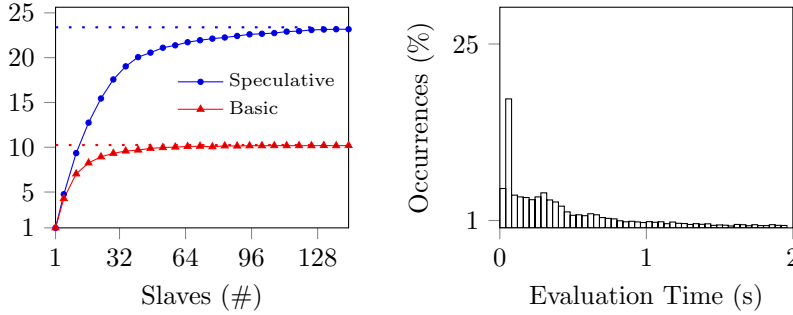 25
20
15
10
5
1
Speculative
Basic
1 32 64 96 128
Slaves (#)
Occurrences (%)
25
1
0 1 2
Evaluation Time (s)